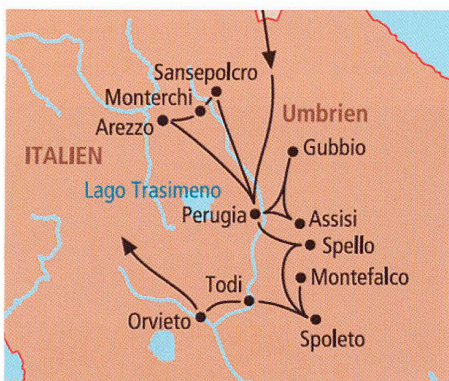 Sansepolcro
Monterchi
Umbrien
Arezzo
Gubbio
ITALIEN
Lago Trasimeno
Perugia
Assisi
Spello
Todi
Montefalco
Orvieto
Spoleto